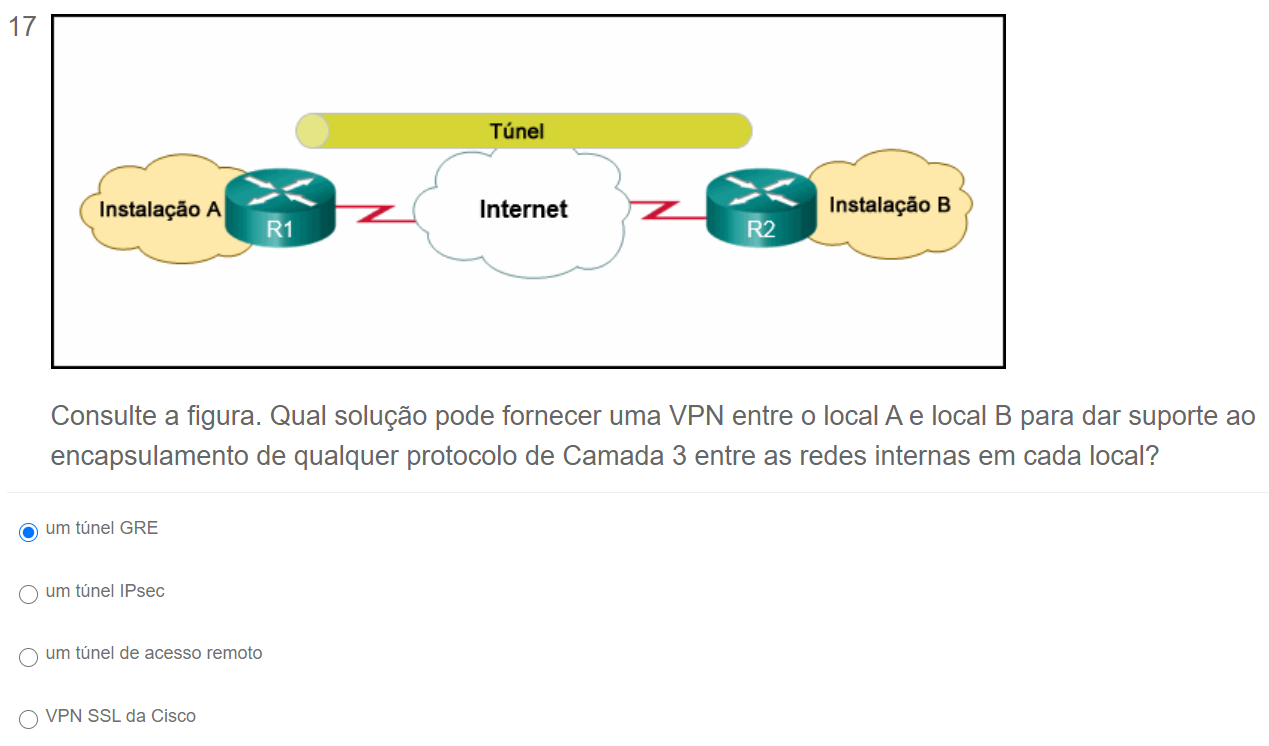 17
Túnel
Instalação A
R1
Internet
R2
Instalação B
Consulte a figura. Qual solução pode fornecer uma VPN entre o local A e local B para dar suporte ao
encapsulamento de qualquer protocolo de Camada 3 entre as redes internas em cada local?
um túnel GRE
um túnel IPsec
um túnel de acesso remoto
VPN SSL da Cisco